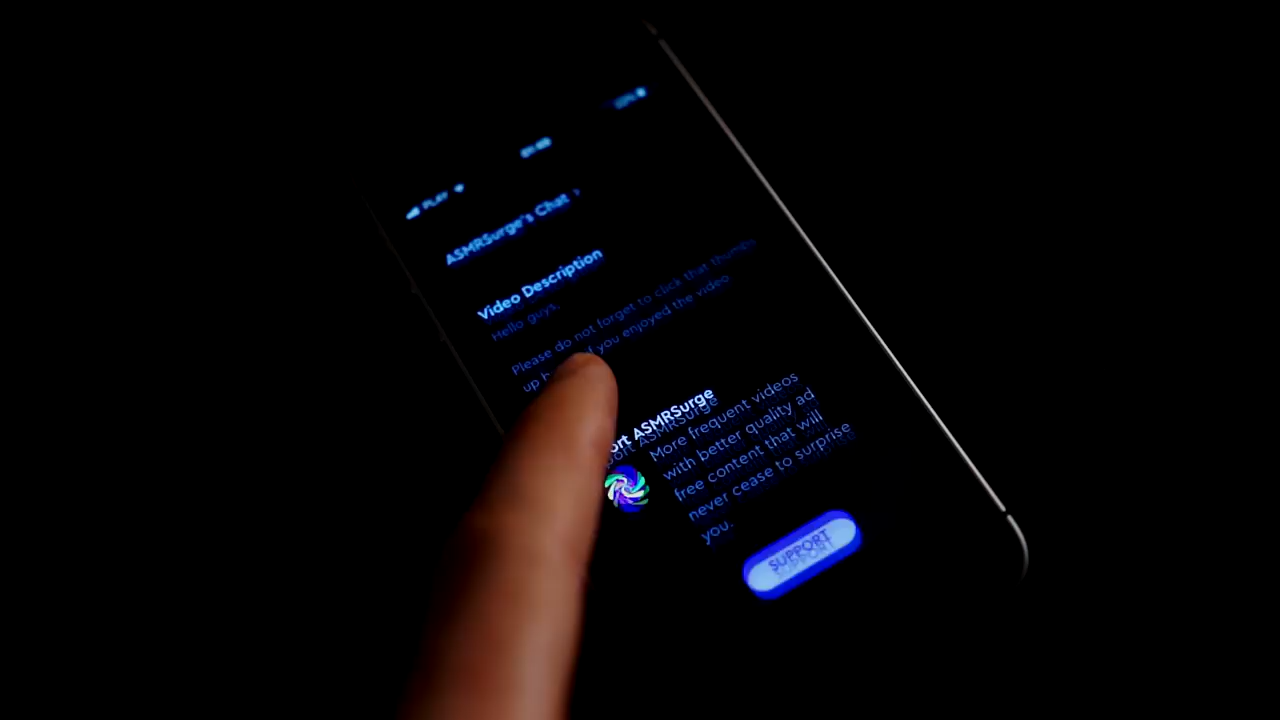 PLAY
ASMRSurge's Chat ›
Video Description
Hello guys,
Please do not forget to click that thumbs
up if you enjoyed the video
ort ASMRSurge
More frequent videos
with better quality ad
free content that will
never cease to surprise
you.
SUPPORT